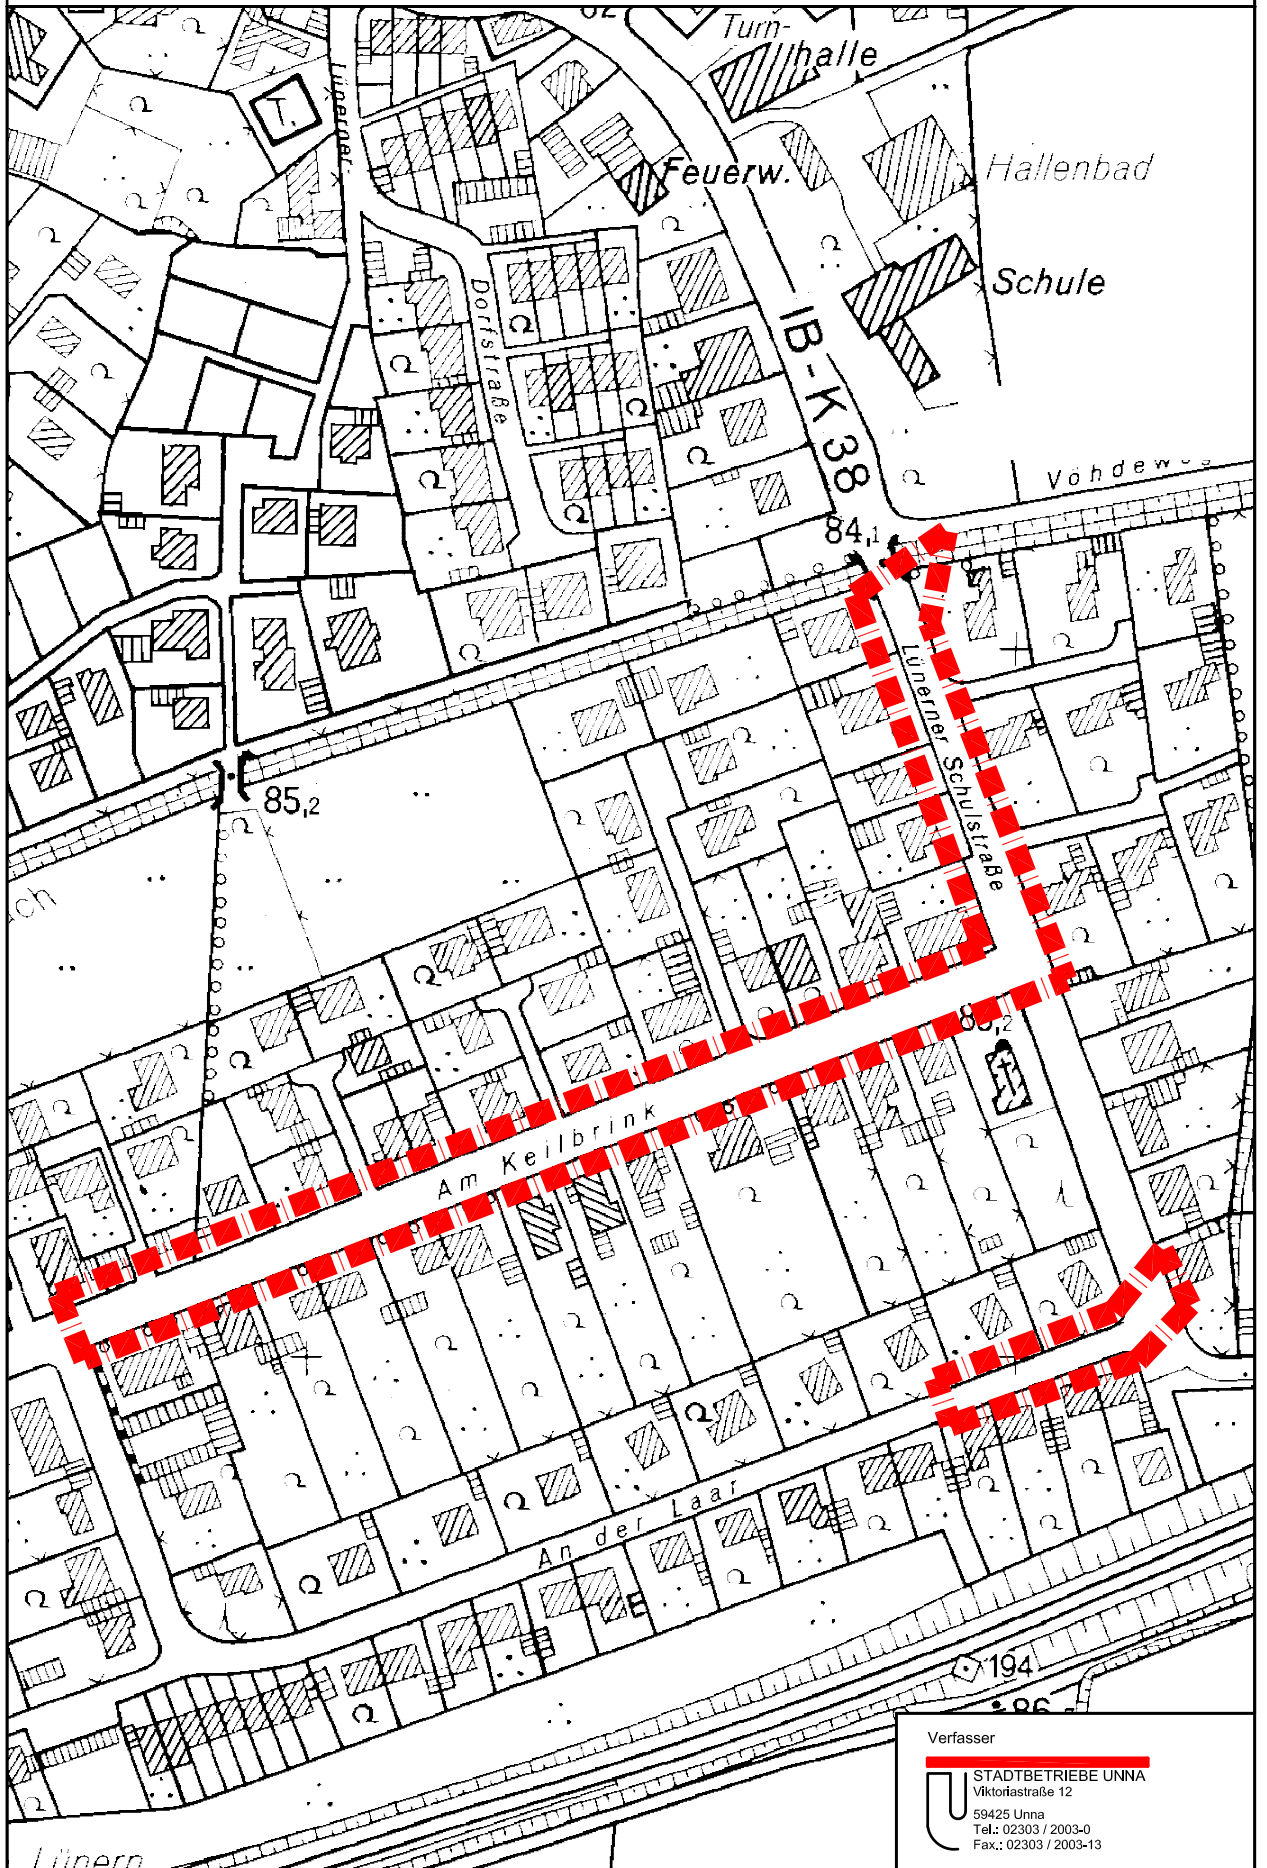 Turn-
halle
T.
Lünerner
Feuerw.
Hallenbad
Schule
Dorfstraße
IB-K 38
Vöhdeweg
84,1
Lünerner Schulstraße
85,2
Am Keilbrink
An der Laar
194
Lünern
Verfasser
STADTBETRIEBE UNNA
Viktoriastraße 12
59425 Unna
Tel.: 02303 / 2003-0
Fax.: 02303 / 2003-13